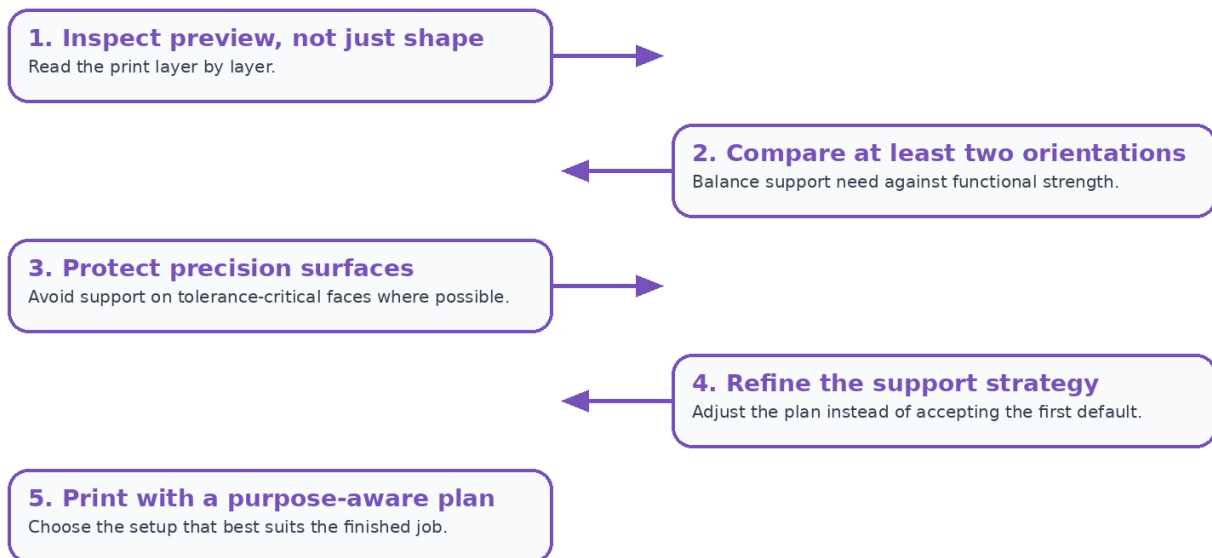 1. Inspect preview, not just shape
Read the print layer by layer.
2. Compare at least two orientations
Balance support need against functional strength.
3. Protect precision surfaces
Avoid support on tolerance-critical faces where possible.
4. Refine the support strategy
Adjust the plan instead of accepting the first default.
5. Print with a purpose-aware plan
Choose the setup that best suits the finished job.